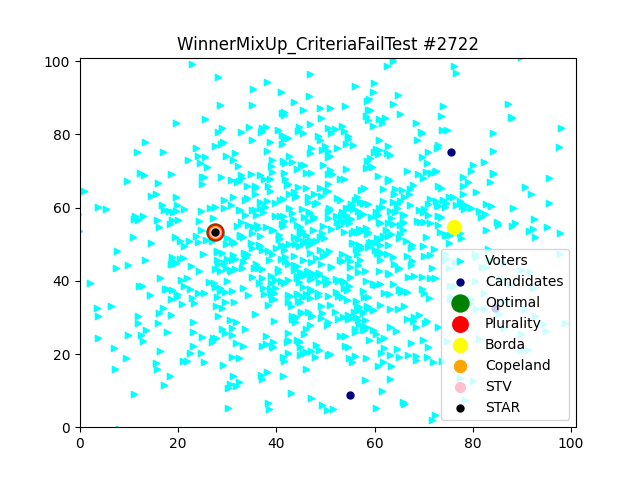 WinnerMixUp_CriteriaFailTest #2722
100
80
60
40
20
0
0
20
40
60
80
100
Voters
Candidates
Optimal
Plurality
Borda
Copeland
STV
STAR